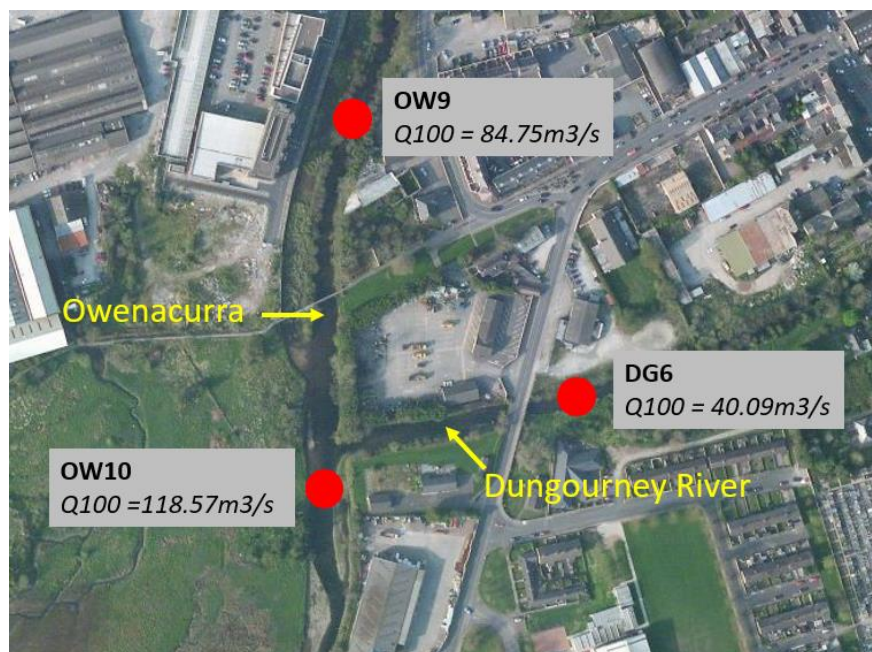 OW9
Q100 = 84.75m3/s
Owenacurra
DG6
Q100 = 40.09m3/s
OW10
Q100 =118.57m3/s
Dungourney River